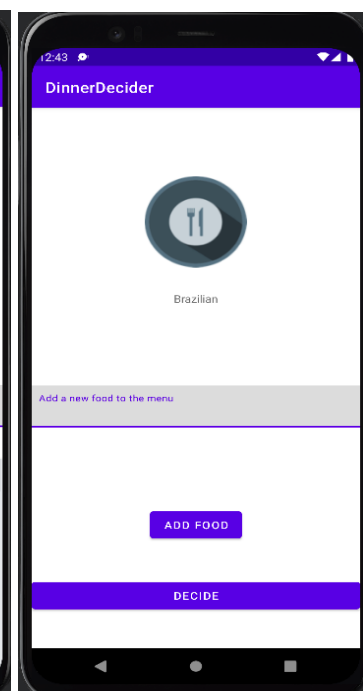 12:43
DinnerDecider
Brazilian
Add a new food to the menu
ADD FOOD
DECIDE